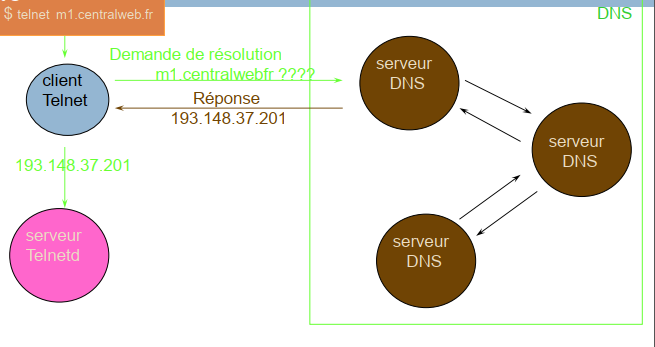 $ telnet m1.centralweb.fr
DNS
Demande de résolution
m1.centralwebfr ????
client
Telnet
Réponse
193.148.37.201
serveur
DNS
serveur
DNS
193.148.37.201
serveur
Telnetd
serveur
DNS